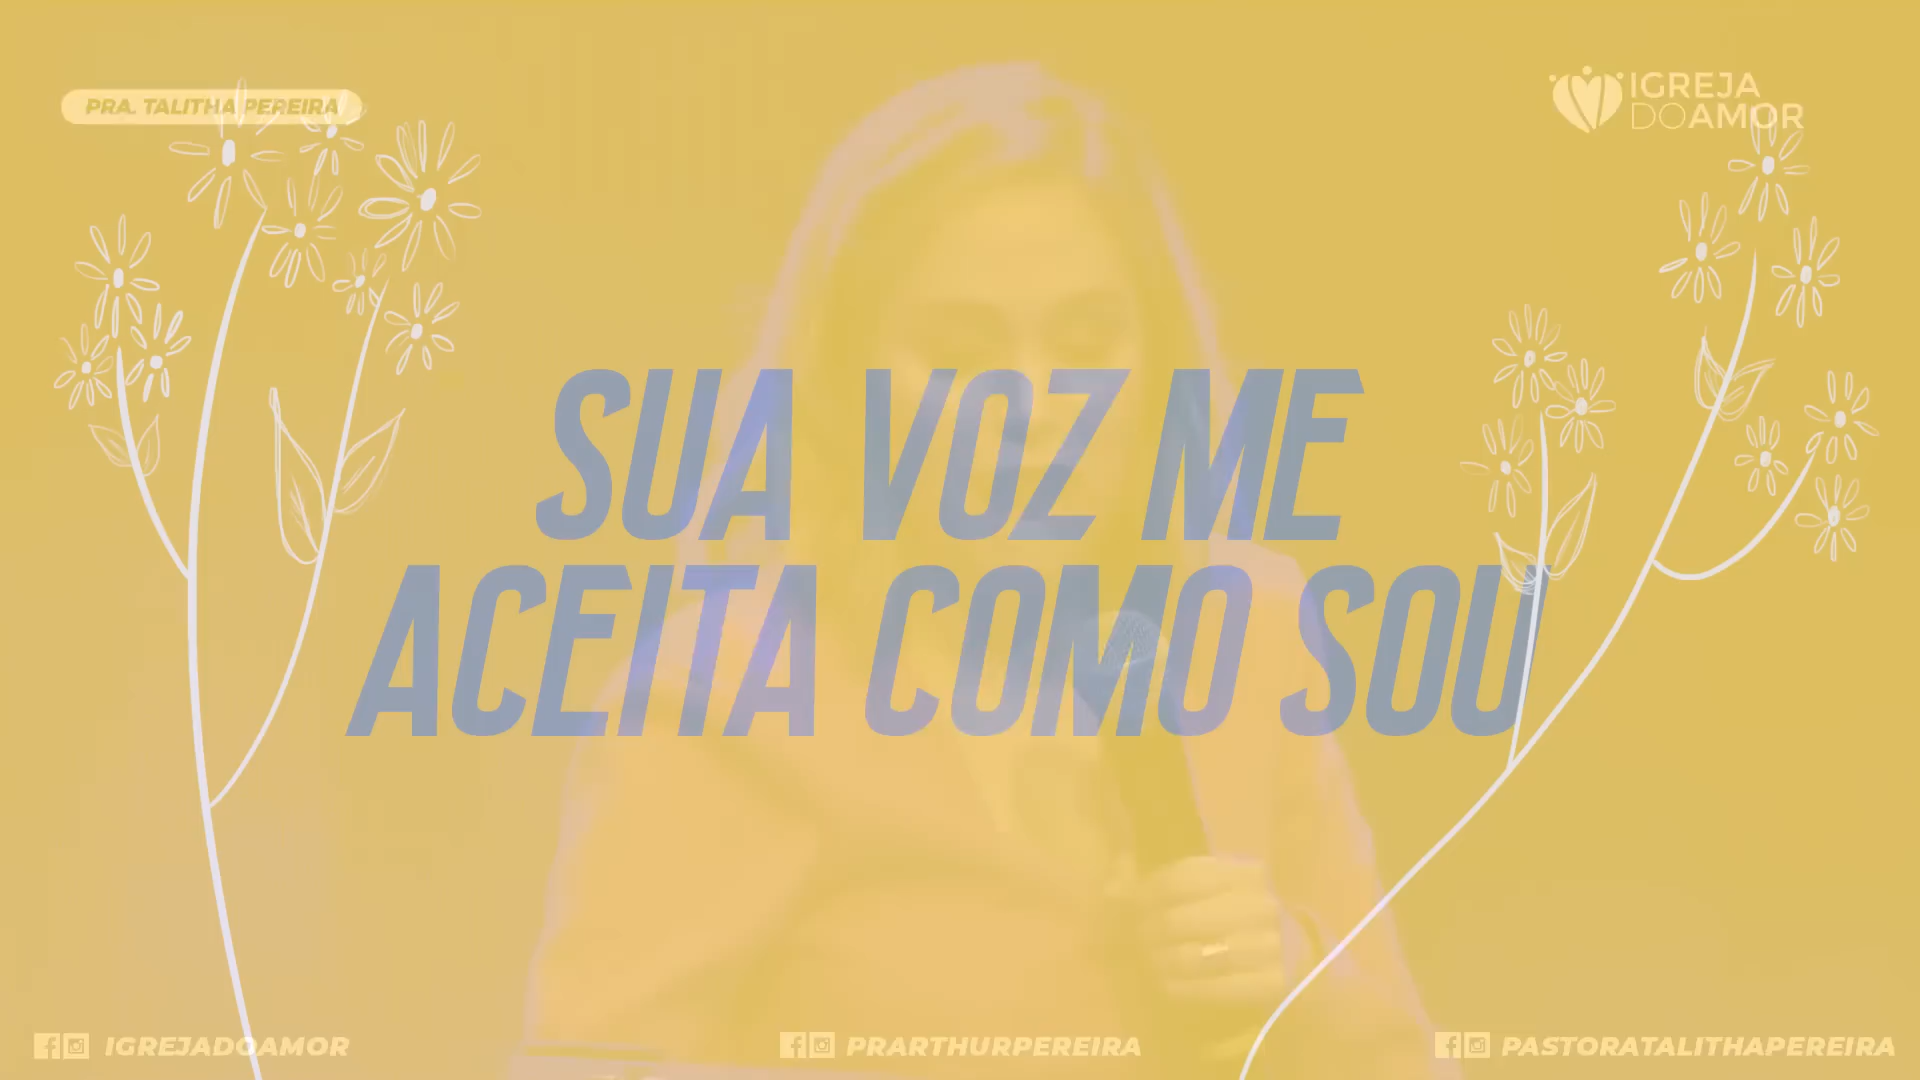 PRA. TALITHA PEREIRA
IGREJA
DOAMOR
SUA VOZ ME
ACEITA COMO SOU
IGREJADOAMOR
PRARTHURPEREIRA
PASTORATALITHAPEREIRA